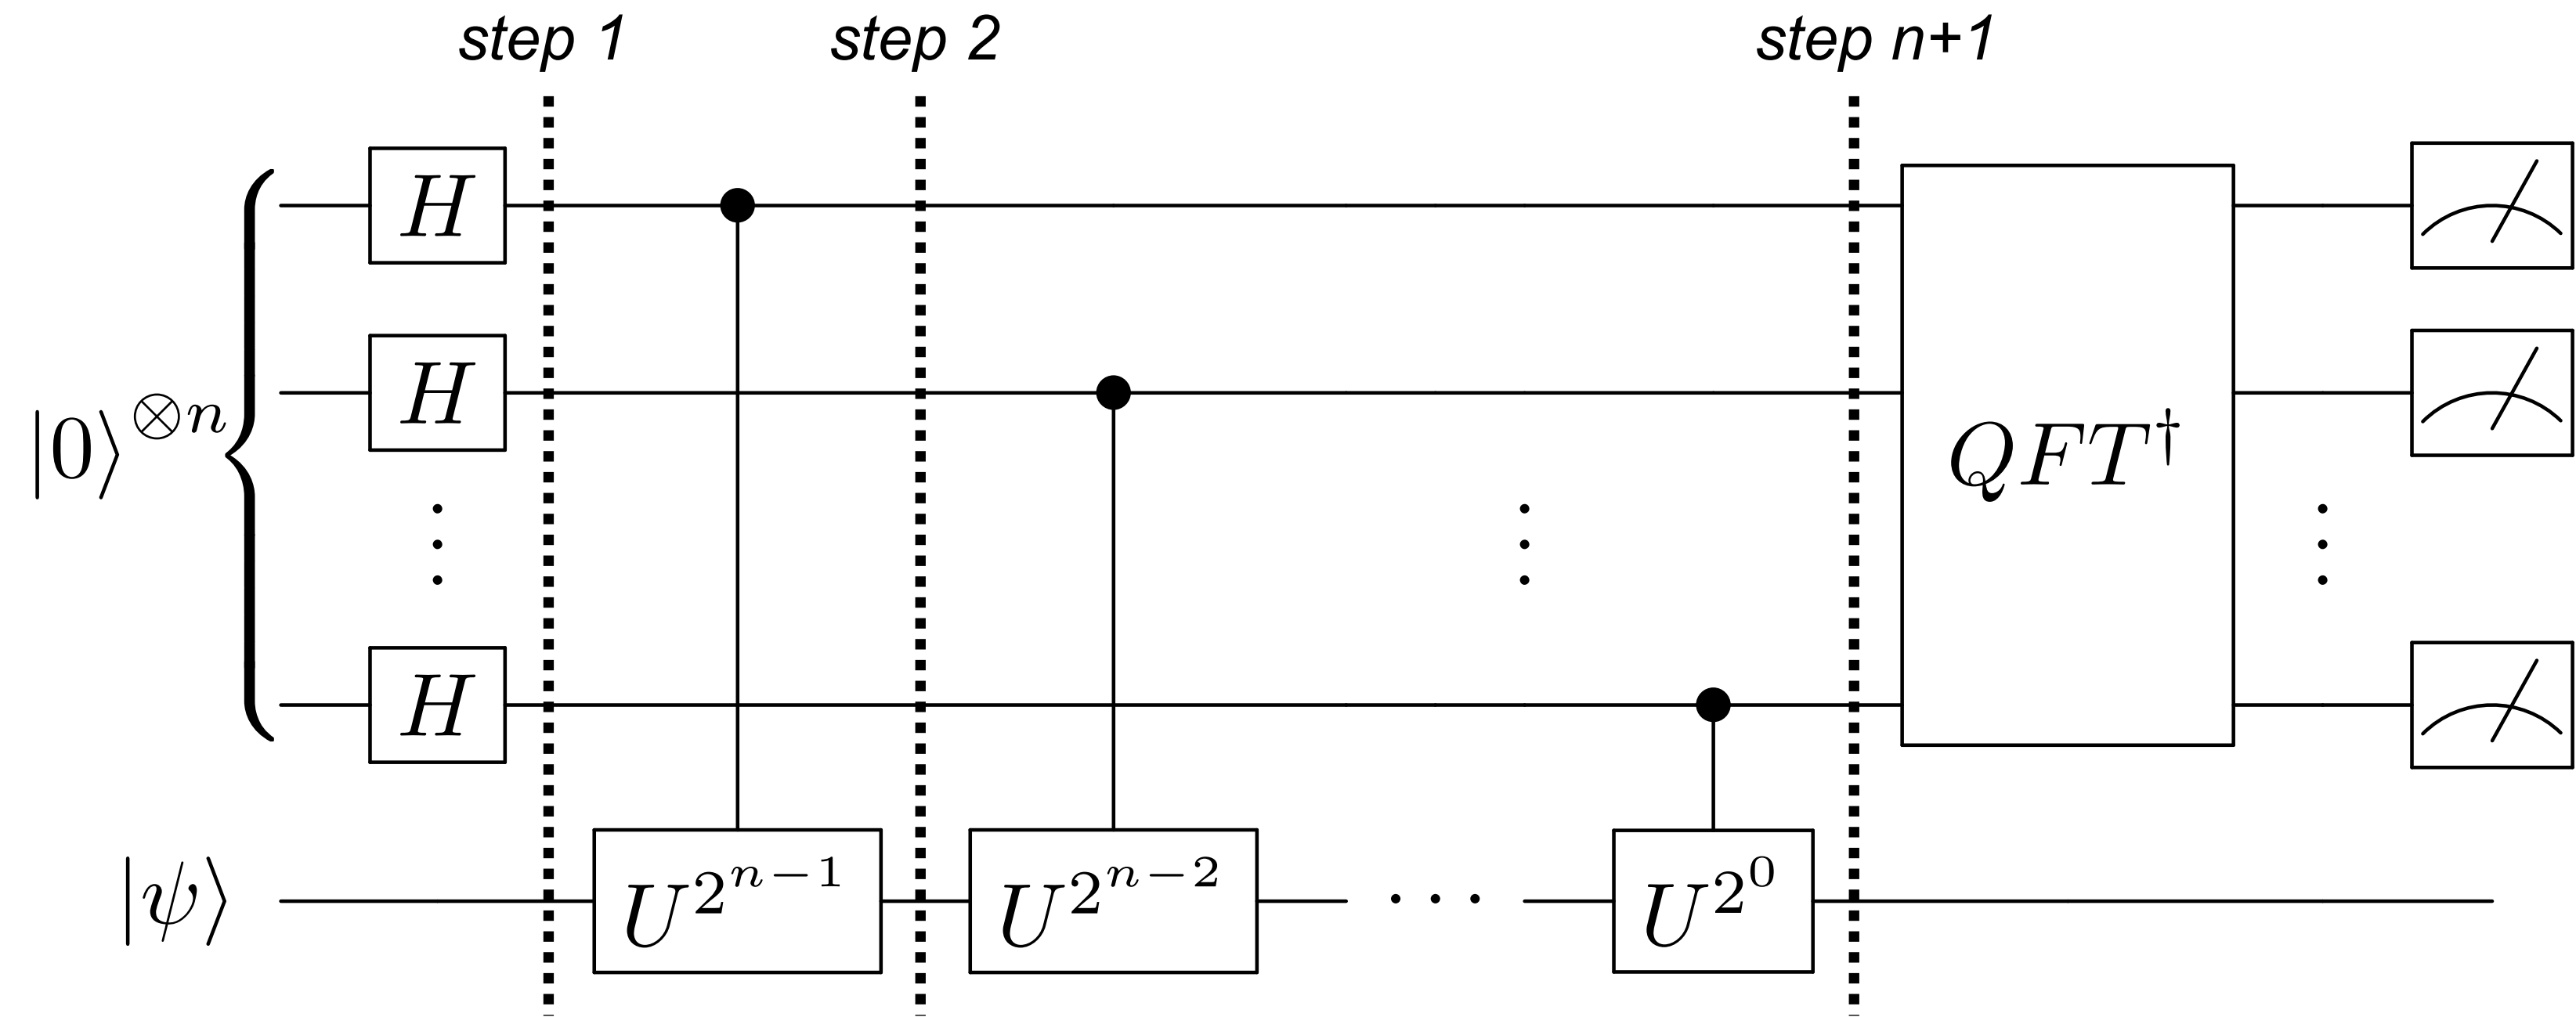 step 1 step 2 step n+1
H
H
|0⟩^{⊗n} QFT^†
H
|ψ⟩ U^{2^{n−1}} U^{2^{n−2}} U^{2^0}